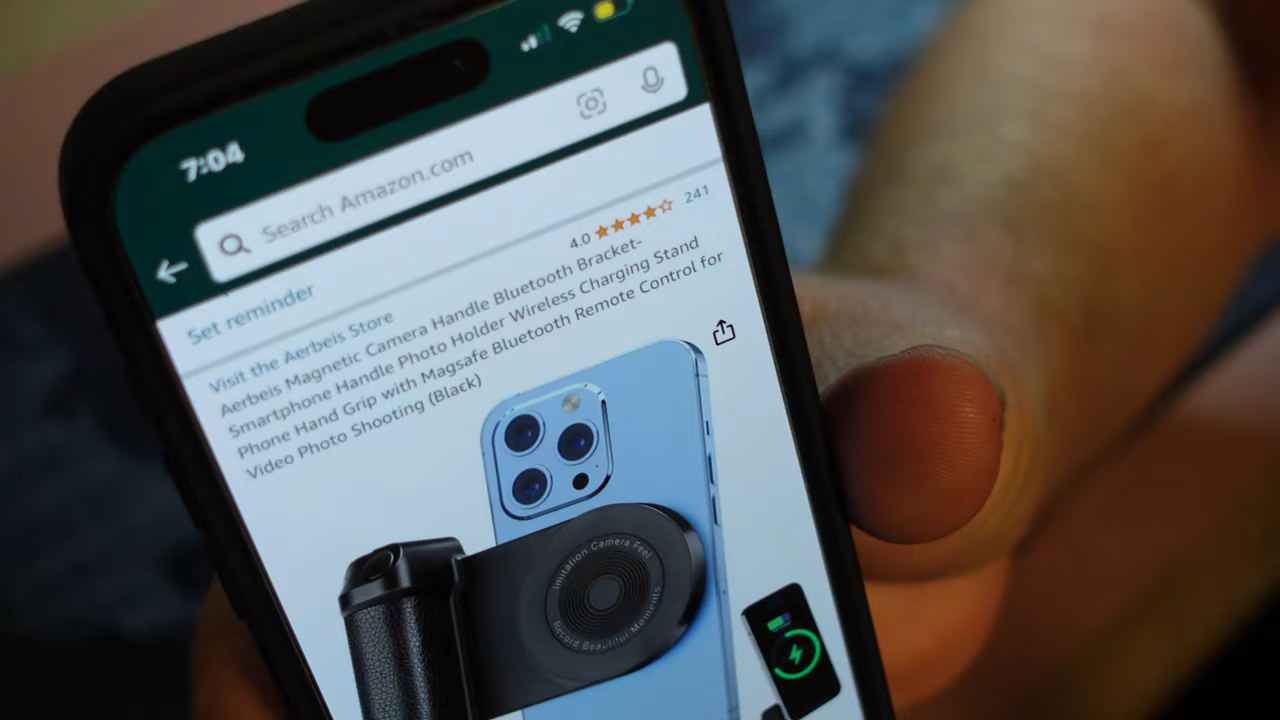 7:04
Search Amazon.com
Set reminder
4.0 241
Visit the Aerbeis Store
Aerbeis Magnetic Camera Handle Bluetooth Bracket-
Smartphone Handle Photo Holder Wireless Charging Stand
Phone Hand Grip with Magsafe Bluetooth Remote Control for
Video Photo Shooting (Black)
Imitation Camera Feel
Record Beautiful Moments